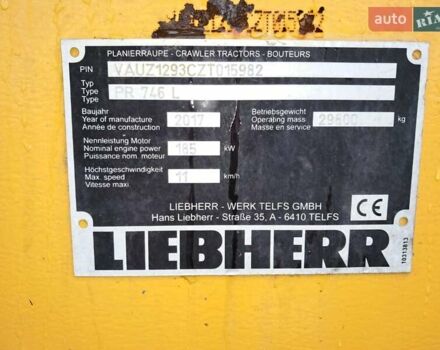 auto RIA
PLANIERRAUPE - CRAWLER TRACTORS - BOUTEURS
PIN VAUZ1293CZT015982
Typ
Type PR 746 L
Type
Baujahr Betriebsgewicht
Year of manufacture 2017 Operating mass 29800 kg
Année de construction Masse en service
Nennleistung Motor
Nominal engine power 185 kW
Puissance nom. moteur
Höchstgeschwindigkeit
Max. speed 11 km/h
Vitesse maxi.
LIEBHERR - WERK TELFS GMBH
Hans Liebherr - Straße 35, A - 6410 TELFS
CE
LIEBHERR
10313813